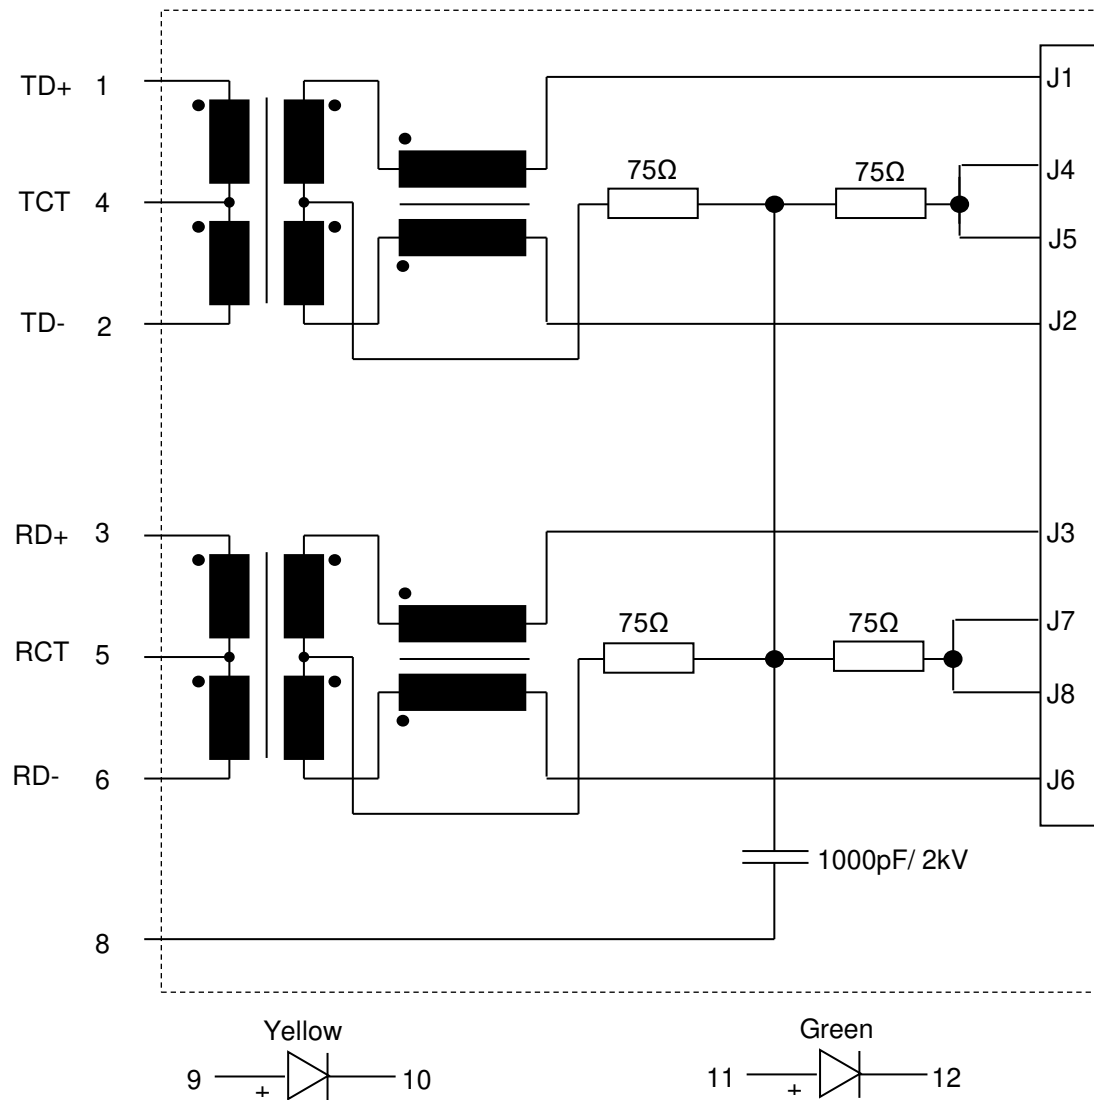 TD+ 1
J1
75Ω
75Ω
J4
TCT 4
J5
TD- 2
J2
RD+ 3
J3
75Ω
75Ω
J7
RCT 5
J8
RD- 6
J6
1000pF/ 2kV
8
Yellow
Green
9
+
10
11
+
12